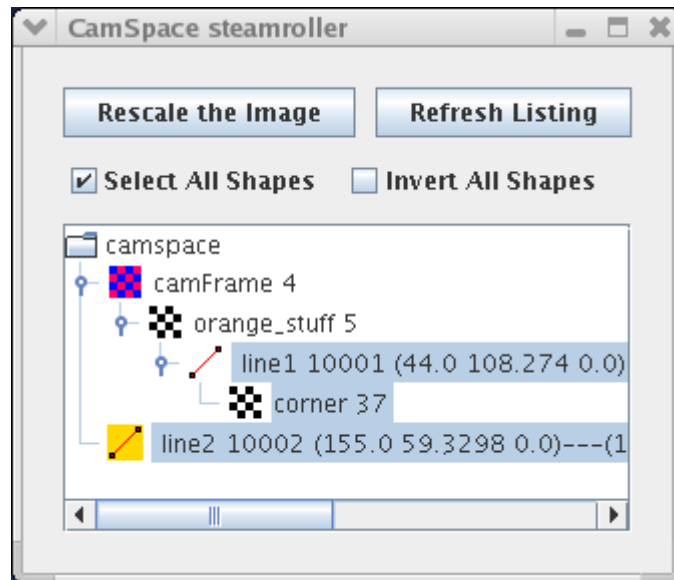 CamSpace steamroller
Rescale the Image Refresh Listing
Select All Shapes Invert All Shapes
camspace
camFrame 4
orange_stuff 5
line1 10001 (44.0 108.274 0.0)
corner 37
line2 10002 (155.0 59.3298 0.0)---(1